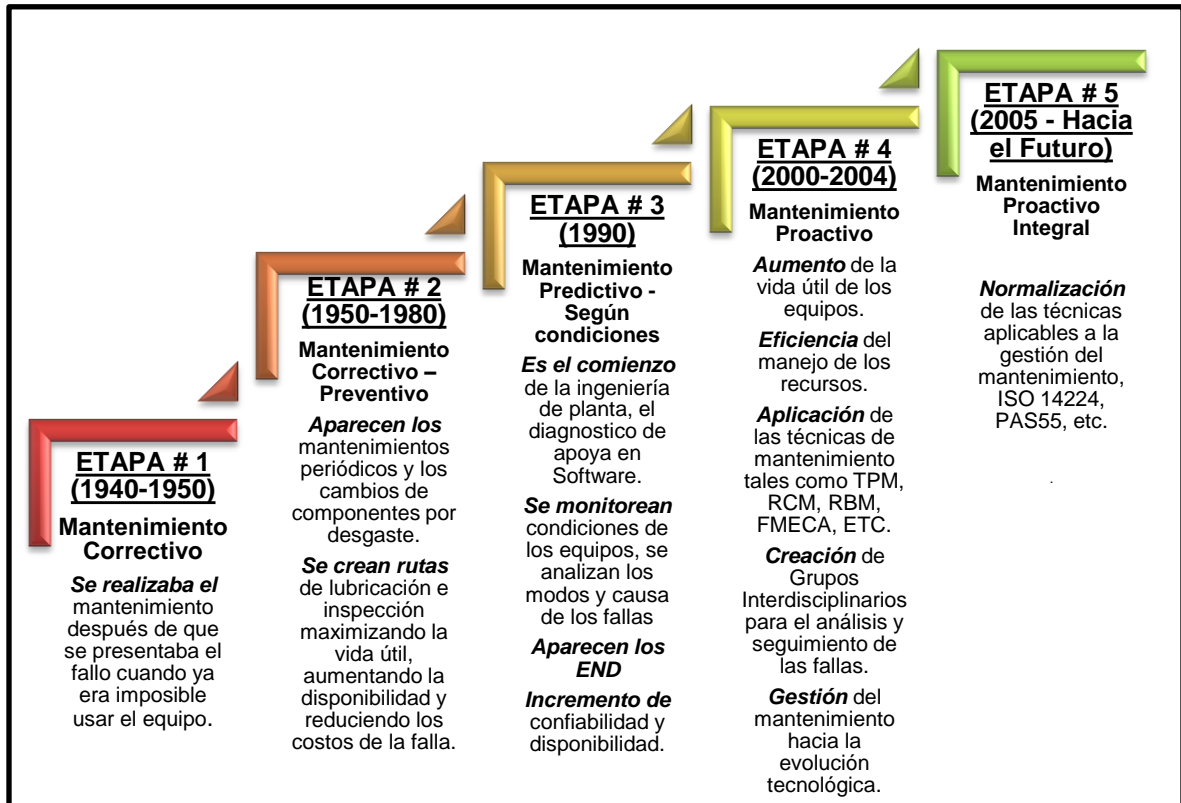 ETAPA # 1
(1940-1950)
Mantenimiento
Correctivo
Se realizaba el
mantenimiento
después de que
se presentaba el
fallo cuando ya
era imposible
usar el equipo.
ETAPA # 2
(1950-1980)
Mantenimiento
Correctivo –
Preventivo
Aparecen los
mantenimientos
periódicos y los
cambios de
componentes por
desgaste.
Se crean rutas
de lubricación e
inspección
maximizando la
vida útil,
aumentando la
disponibilidad y
reduciendo los
costos de la falla.
ETAPA # 3
(1990)
Mantenimiento
Predictivo -
Según
condiciones
Es el comienzo
de la ingeniería
de planta, el
diagnostico de
apoya en
Software.
Se monitorean
condiciones de
los equipos, se
analizan los
modos y causa
de los fallas
Aparecen los
END
Incremento de
confiabilidad y
disponibilidad.
ETAPA # 4
(2000-2004)
Mantenimiento
Proactivo
Aumento de la
vida útil de los
equipos.
Eficiencia del
manejo de los
recursos.
Aplicación de
las técnicas de
mantenimiento
tales como TPM,
RCM, RBM,
FMECA, ETC.
Creación de
Grupos
Interdisciplinarios
para el análisis y
seguimiento de
las fallas.
Gestión del
mantenimiento
hacia la
evolución
tecnológica.
ETAPA # 5
(2005 - Hacia
el Futuro)
Mantenimiento
Proactivo
Integral
Normalización
de las técnicas
aplicables a la
gestión del
mantenimiento,
ISO 14224,
PAS55, etc.
.